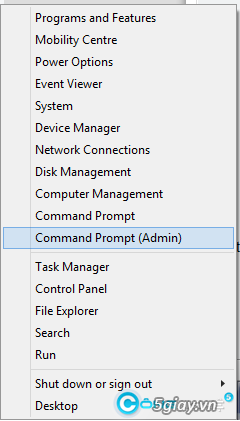 Programs and Features
Mobility Centre
Power Options
Event Viewer
System
Device Manager
Network Connections
Disk Management
Computer Management
Command Prompt
Command Prompt (Admin)
Task Manager
Control Panel
File Explorer
Search
Run
Shut down or sign out
Desktop
5giay.vn